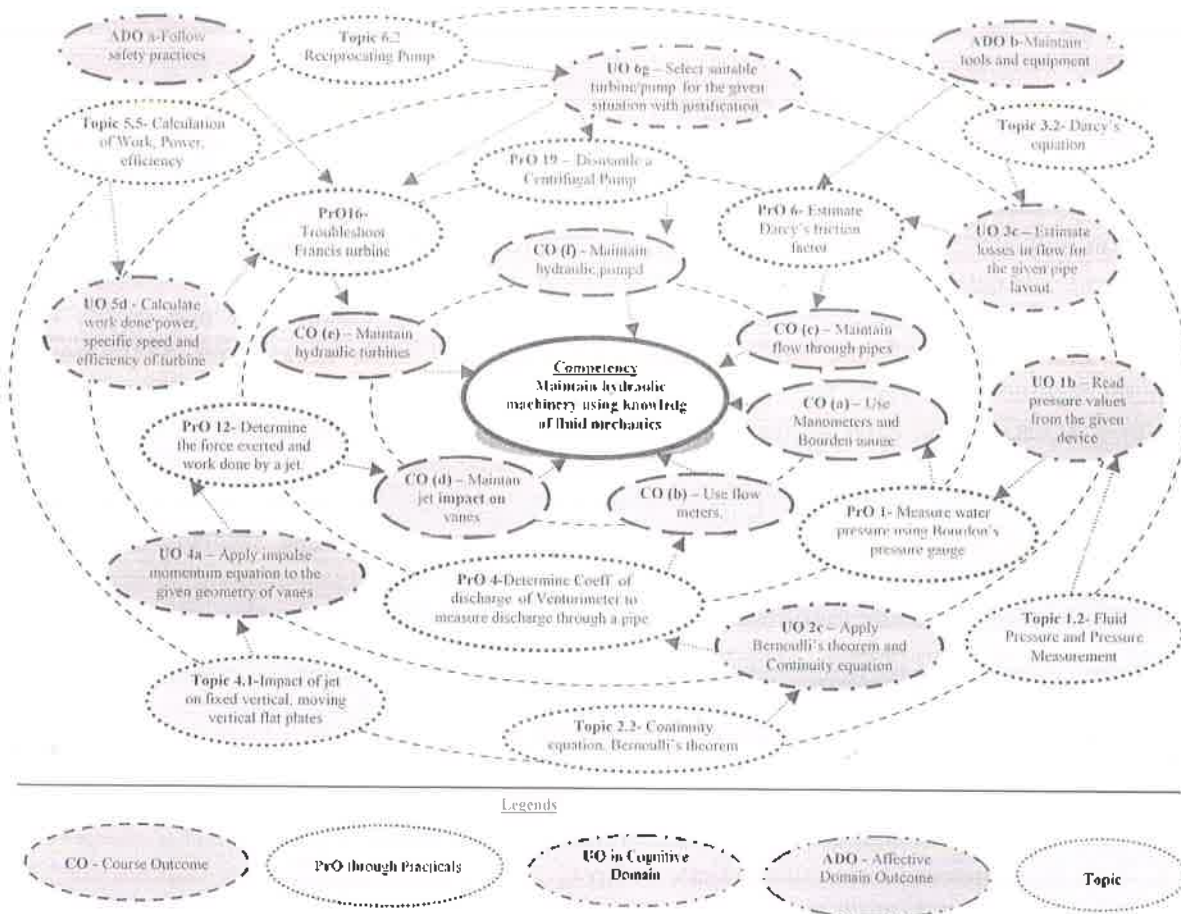 ADO a-Follow
safety practices
Topic 6.2
Reciprocating Pump
UO 6g – Select suitable
turbine/pump for the given
situation with justification
ADO b-Maintain
tools and equipment
Topic 5.5- Calculation
of Work, Power,
efficiency
Topic 3.2- Darcy's
equation
PrO 19 – Dismantle a
Centrifugal Pump
PrO16-
Troubleshoot
Francis turbine
PrO 6- Estimate
Darcy's friction
factor
UO 3c – Estimate
losses in flow for
the given pipe
layout.
CO (f) – Maintain
hydraulic pumpd
UO 5d - Calculate
work done/power,
specific speed and
efficiency of turbine
CO (e) – Maintain
hydraulic turbines
CO (c) – Maintain
flow through pipes
Competency
Maintain hydraulic
machinery using knowledg
of fluid mechanics
CO (a) – Use
Manometers and
Bourden gauge
UO 1b – Read
pressure values
from the given
device
PrO 12- Determine
the force exerted and
work done by a jet.
CO (d) – Maintan
jet impact on
vanes
CO (b) – Use flow
meters.
PrO 1- Measure water
pressure using Bourdon's
pressure gauge
UO 4a – Apply impulse
momentum equation to the
given geometry of vanes
PrO 4-Determine Coeff of
discharge of Venturimeter to
measure discharge through a pipe
UO 2c – Apply
Bernoulli's theorem and
Continuity equation
Topic 1.2- Fluid
Pressure and Pressure
Measurement
Topic 4.1-Impact of jet
on fixed vertical, moving
vertical flat plates
Topic 2.2- Continuity
equation, Bernoulli's theorem
Legends
CO - Course Outcome
PrO through Practicals
UO in Cognitive
Domain
ADO - Affective
Domain Outcome
Topic